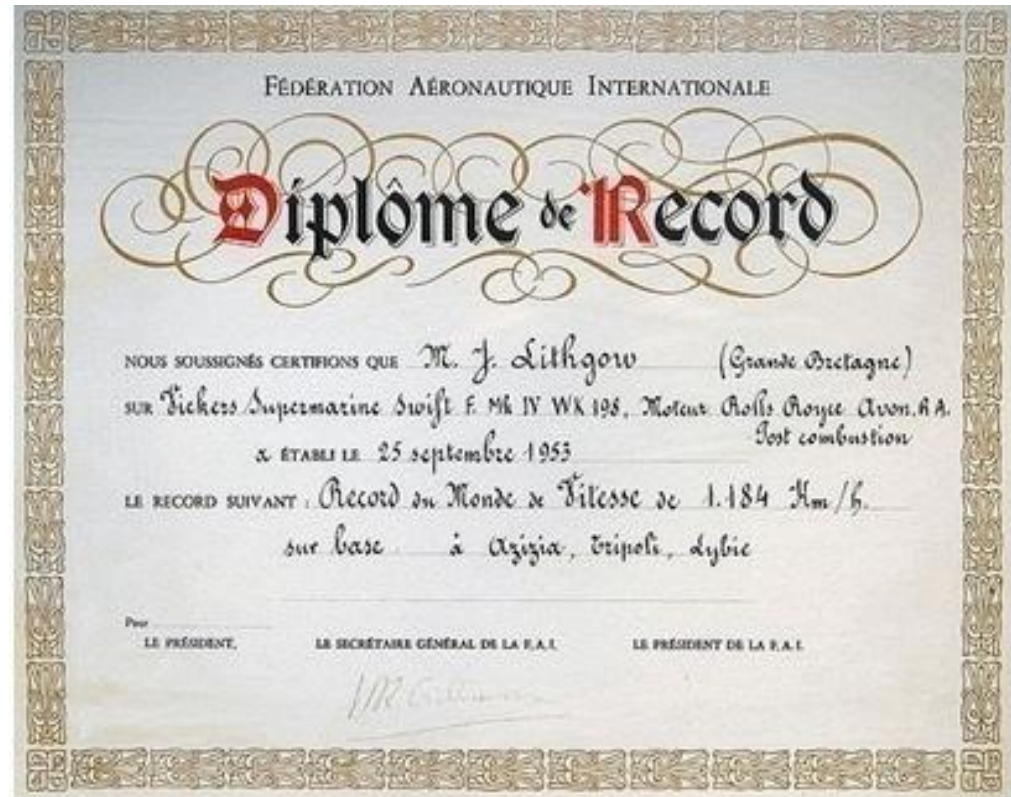 FÉDÉRATION AÉRONAUTIQUE INTERNATIONALE
Diplôme de Record
NOUS SOUSSIGNÉS CERTIFIONS QUE M. J. Lithgow (Grande Bretagne)
SUR Vickers Supermarine Swift F. Mk IV WK 198, Moteur Rolls Royce Avon. R A.
Post combustion
a ÉTABLI LE 25 septembre 1953
LE RECORD SUIVANT : Record du Monde de Vitesse de 1.184 Km/h.
sur base à Azizia, Tripoli, Lybie
Pour
LE PRÉSIDENT, LE SECRÉTAIRE GÉNÉRAL DE LA F.A.I. LE PRÉSIDENT DE LA F.A.I.